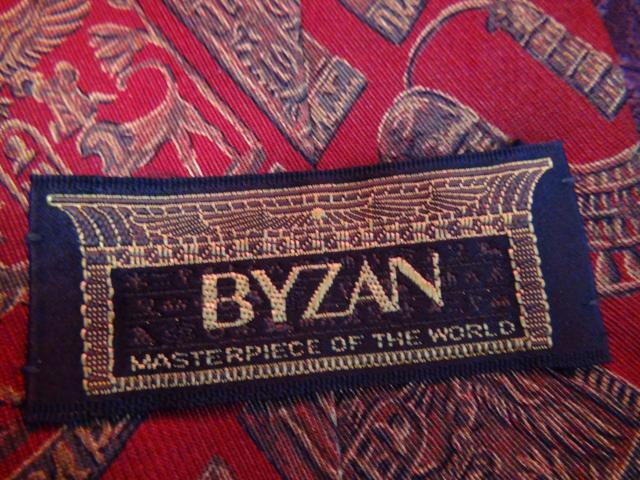 BYZAN
MASTERPIECE OF THE WORLD